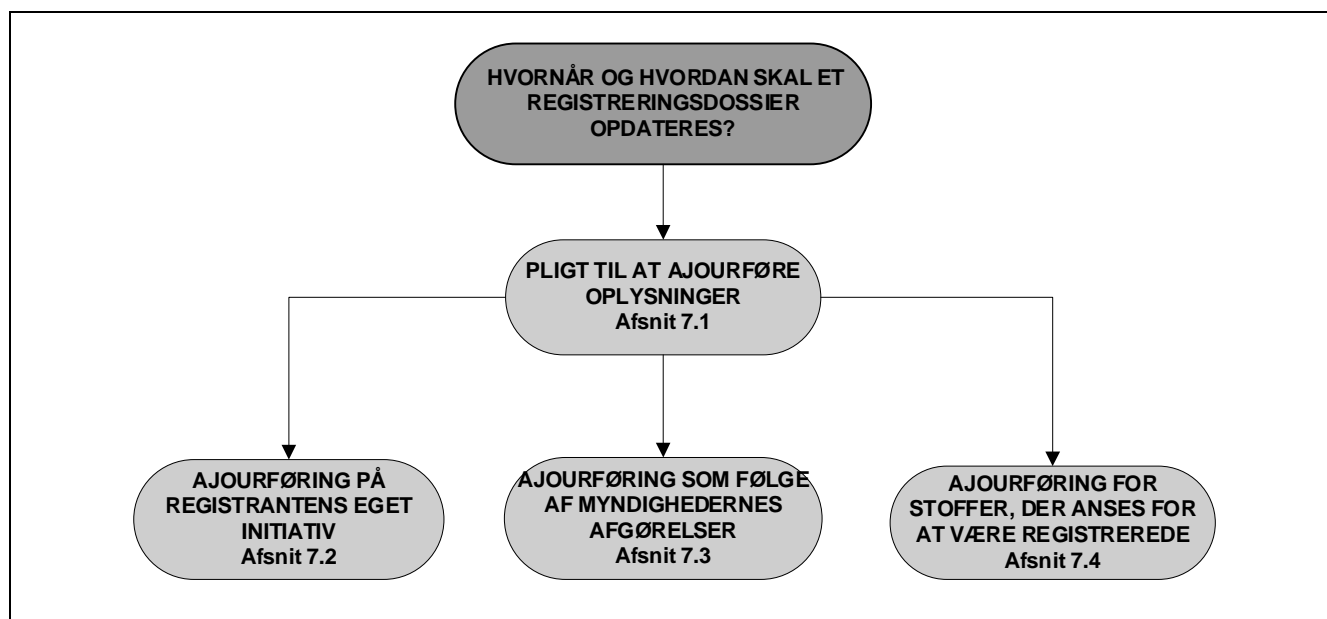 HVORNÅR OG HVORDAN SKAL ET
REGISTRERINGSDOSSIER
OPDATERES?
PLIGT TIL AT AJOURFØRE
OPLYSNINGER
Afsnit 7.1
AJOURFØRING PÅ
REGISTRANTENS EGET
INITIATIV
Afsnit 7.2
AJOURFØRING SOM FØLGE
AF MYNDIGHEDERNES
AFGØRELSER
Afsnit 7.3
AJOURFØRING FOR
STOFFER, DER ANSES FOR
AT VÆRE REGISTREREDE
Afsnit 7.4